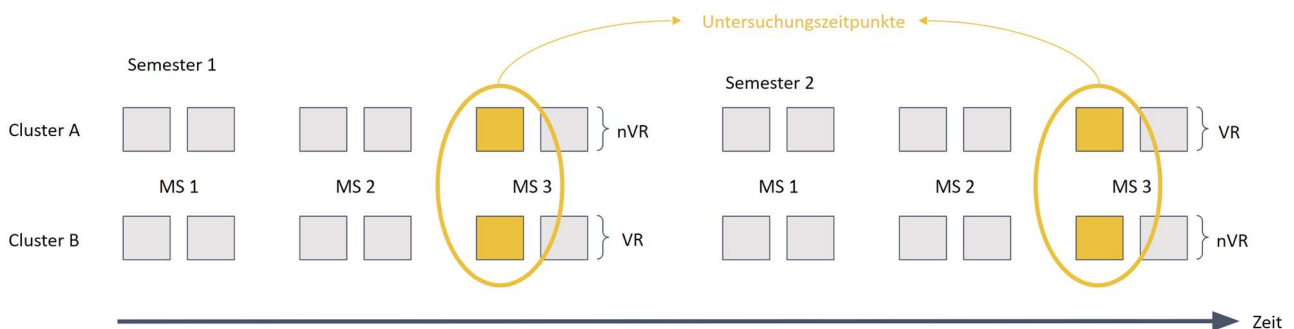 Untersuchungszeitpunkte
Semester 1
Semester 2
Cluster A
nVR
VR
MS 1
MS 2
MS 3
MS 1
MS 2
MS 3
Cluster B
VR
nVR
Zeit